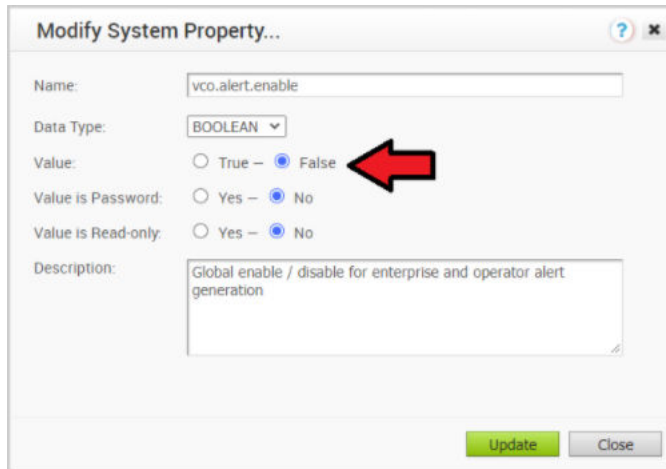 Modify System Property...
?
Name: vco.alert.enable
Data Type: BOOLEAN
Value: True – False
Value is Password: Yes – No
Value is Read-only: Yes – No
Description: Global enable / disable for enterprise and operator alert
generation
Update Close